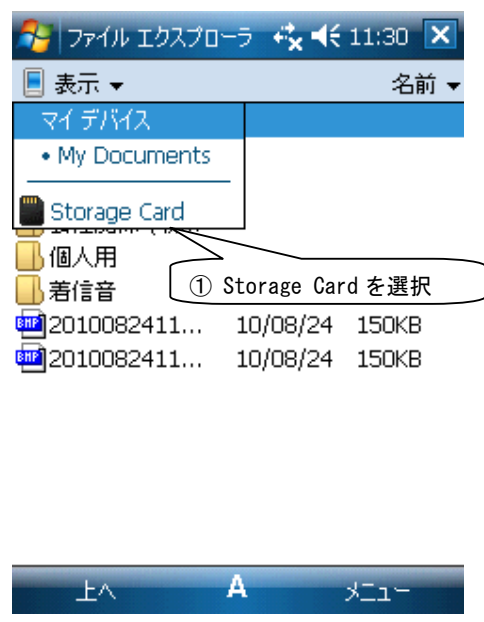 ファイル エクスプローラ 11:30
表示 名前
マイ デバイス
• My Documents
Storage Card
個人用
① Storage Card を選択
着信音
2010082411... 10/08/24 150KB
2010082411... 10/08/24 150KB
上へ A メニュー